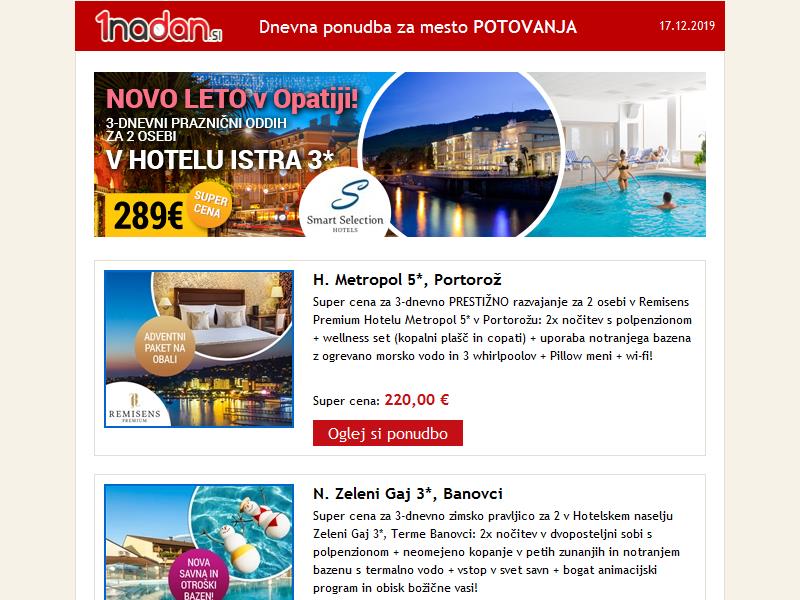 1nadan.si
Dnevna ponudba za mesto POTOVANJA
17.12.2019
NOVO LETO v Opatiji!
3-DNEVNI PRAZNIČNI ODDIH
ZA 2 OSEBI
V HOTELU ISTRA 3*
289€
SUPER
CENA
S
Smart Selection
HOTELS
H. Metropol 5*, Portorož
Super cena za 3-dnevno PRESTIŽNO razvajanje za 2 osebi v Remisens
Premium Hotelu Metropol 5* v Portorožu: 2x nočitev s polpenzionom
+ wellness set (kopalni plašč in copati) + uporaba notranjega bazena
z ogrevano morsko vodo in 3 whirlpoolov + Pillow meni + wi-fi!
Super cena: 220,00 €
Oglej si ponudbo
ADVENTNI
PAKET NA
OBALI
REMISENS
PREMIUM
N. Zeleni Gaj 3*, Banovci
Super cena za 3-dnevno zimsko pravljico za 2 v Hotelskem naselju
Zeleni Gaj 3*, Terme Banovci: 2x nočitev v dvoposteljni sobi s
polpenzionom + neomejeno kopanje v petih zunanjih in notranjem
bazenu s termalno vodo + vstop v svet savn + bogat animacijski
program in obisk božične vasi!
NOVA
SAVNA IN
OTROŠKI
BAZEN!